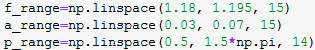 f_range=np.linspace(1.18, 1.195, 15)
a_range=np.linspace(0.03, 0.07, 15)
p_range=np.linspace(0.5, 1.5*np.pi, 14)